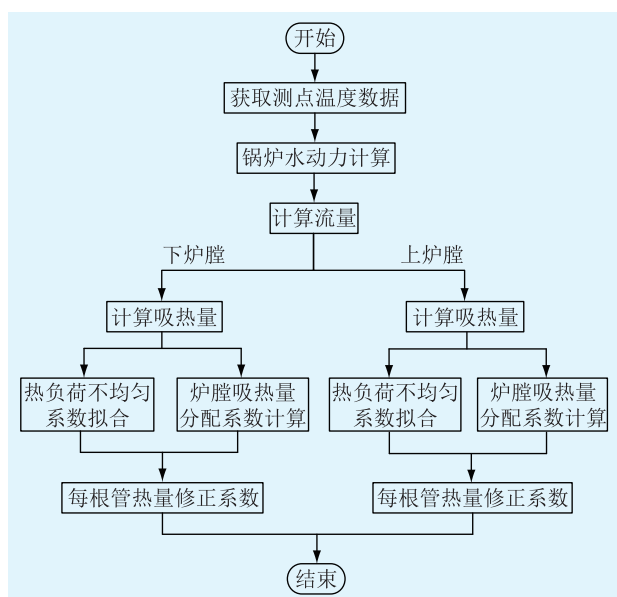 开始
获取测点温度数据
锅炉水动力计算
计算流量
下炉膛
上炉膛
计算吸热量
计算吸热量
热负荷不均匀
系数拟合
炉膛吸热量
分配系数计算
热负荷不均匀
系数拟合
炉膛吸热量
分配系数计算
每根管热量修正系数
每根管热量修正系数
结束